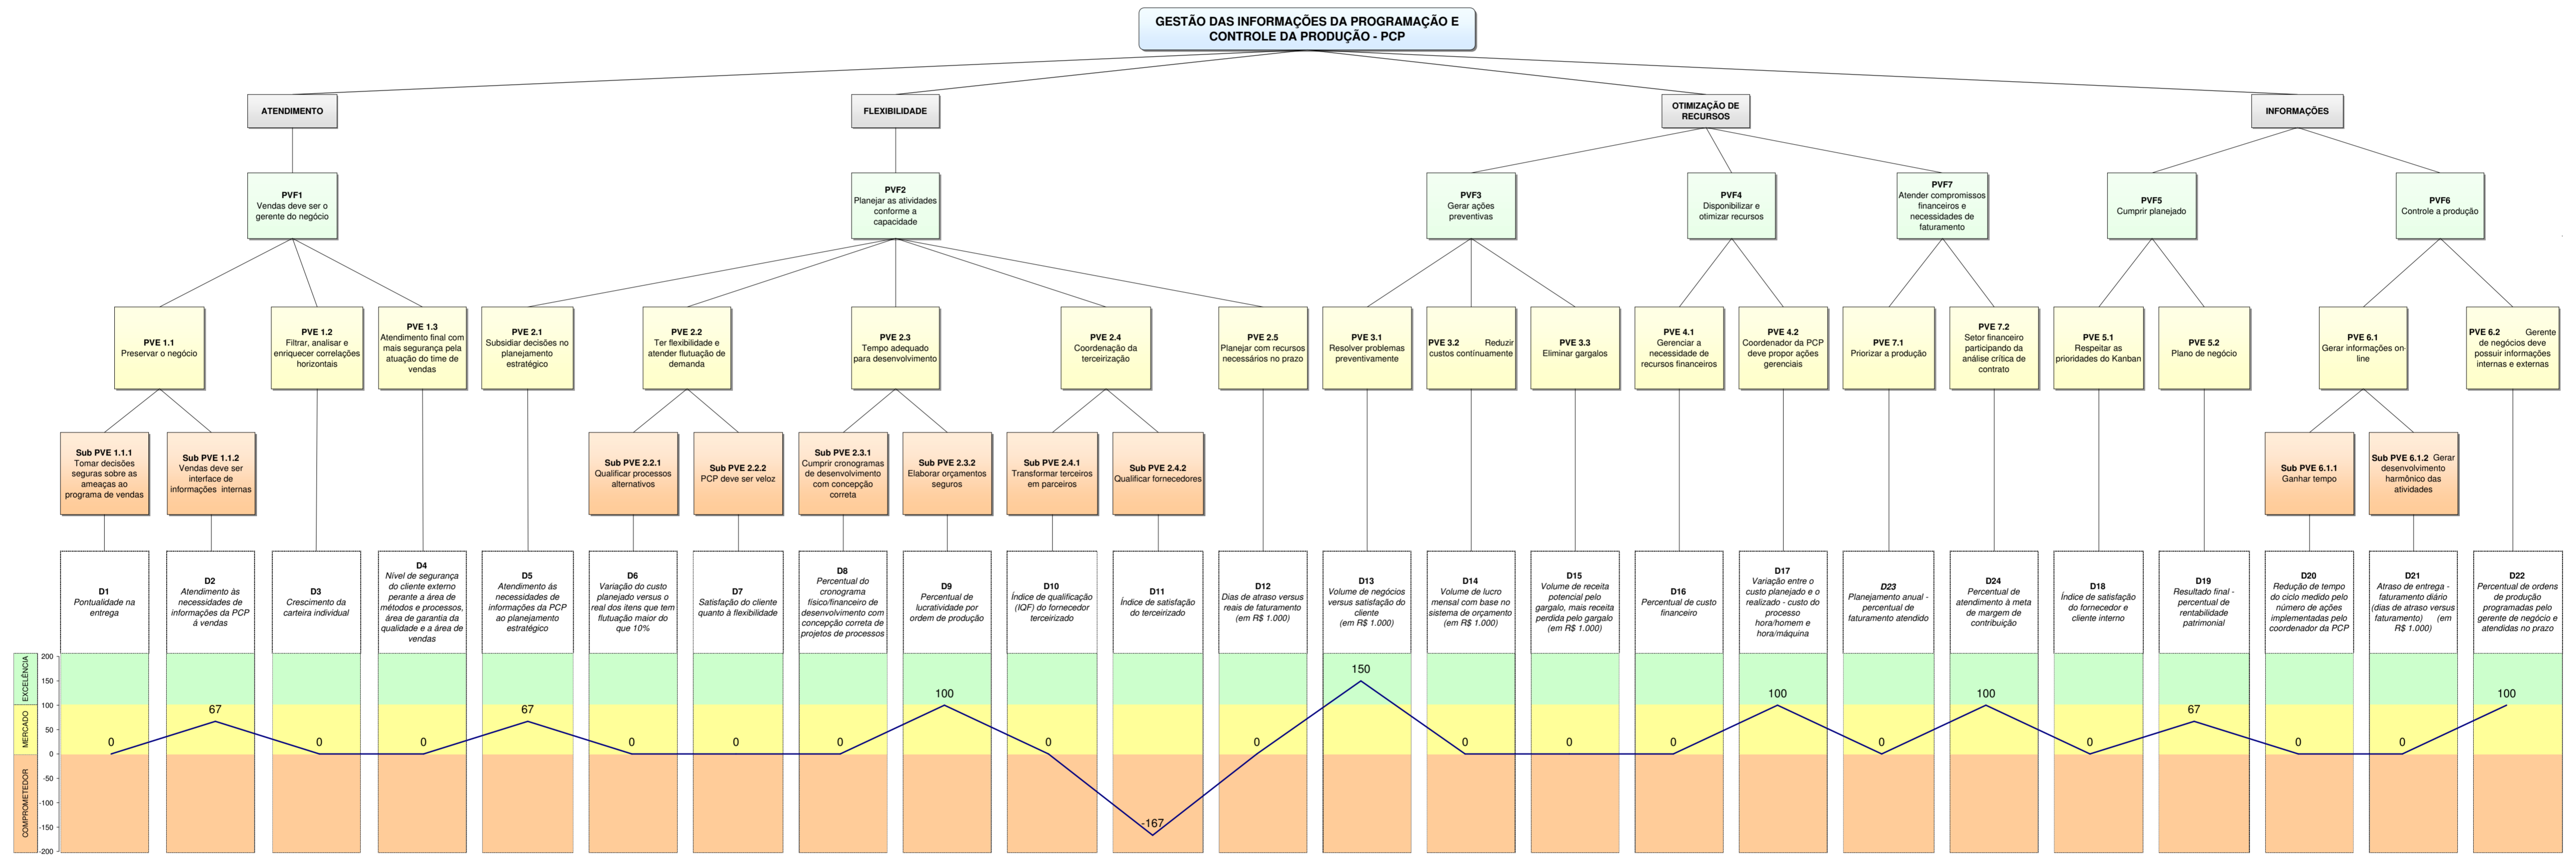 GESTÃO DAS INFORMAÇÕES DA PROGRAMAÇÃO E
CONTROLE DA PRODUÇÃO - PCP
ATENDIMENTO
FLEXIBILIDADE
OTIMIZAÇÃO DE
RECURSOS
INFORMAÇÕES
PVF1
Vendas deve ser o
gerente do negócio
PVF2
Planejar as atividades
conforme a
capacidade
PVF3
Gerar ações
preventivas
PVF4
Disponibilizar e
otimizar recursos
PVF7
Atender compromissos
financeiros e
necessidades de
faturamento
PVF5
Cumprir planejado
PVF6
Controle a produção
PVE 1.1
Preservar o negócio
PVE 1.2
Filtrar, analisar e
enriquecer correlações
horizontais
PVE 1.3
Atendimento final com
mais segurança pela
atuação do time de
vendas
PVE 2.1
Subsidiar decisões no
planejamento
estratégico
PVE 2.2
Ter flexibilidade e
atender flutuação de
demanda
PVE 2.3
Tempo adequado
para desenvolvimento
PVE 2.4
Coordenação da
terceirização
PVE 2.5
Planejar com recursos
necessários no prazo
PVE 3.1
Resolver problemas
preventivamente
PVE 3.2 Reduzir
custos contínuamente
PVE 3.3
Eliminar gargalos
PVE 4.1
Gerenciar a
necessidade de
recursos financeiros
PVE 4.2
Coordenador da PCP
deve propor ações
gerenciais
PVE 7.1
Priorizar a produção
PVE 7.2
Setor financeiro
participando da
análise crítica de
contrato
PVE 5.1
Respeitar as
prioridades do Kanban
PVE 5.2
Plano de negócio
PVE 6.1
Gerar informações on-
line
PVE 6.2 Gerente
de negócios deve
possuir informações
internas e externas
Sub PVE 1.1.1
Tomar decisões
seguras sobre as
ameaças ao
programa de vendas
Sub PVE 1.1.2
Vendas deve ser
interface de
informações internas
Sub PVE 2.2.1
Qualificar processos
alternativos
Sub PVE 2.2.2
PCP deve ser veloz
Sub PVE 2.3.1
Cumprir cronogramas
de desenvolvimento
com concepção
correta
Sub PVE 2.3.2
Elaborar orçamentos
seguros
Sub PVE 2.4.1
Transformar terceiros
em parceiros
Sub PVE 2.4.2
Qualificar fornecedores
Sub PVE 6.1.1
Ganhar tempo
Sub PVE 6.1.2 Gerar
desenvolvimento
harmônico das
atividades
D1
Pontualidade na
entrega
D2
Atendimento às
necessidades de
informações da PCP
á vendas
D3
Crescimento da
carteira individual
D4
Nível de segurança
do cliente externo
perante a área de
métodos e processos,
área de garantia da
qualidade e a área de
vendas
D5
Atendimento ás
necessidades de
informações da PCP
ao planejamento
estratégico
D6
Variação do custo
planejado versus o
real dos itens que tem
flutuação maior do
que 10%
D7
Satisfação do cliente
quanto à flexibilidade
D8
Percentual do
cronograma
físico/financeiro de
desenvolvimento com
concepção correta de
projetos de processos
D9
Percentual de
lucratividade por
ordem de produção
D10
Índice de qualificação
(IQF) do fornecedor
terceirizado
D11
Índice de satisfação
do terceirizado
D12
Dias de atraso versus
reais de faturamento
(em R$ 1.000)
D13
Volume de negócios
versus satisfação do
cliente
(em R$ 1.000)
D14
Volume de lucro
mensal com base no
sistema de orçamento
(em R$ 1.000)
D15
Volume de receita
potencial pelo
gargalo, mais receita
perdida pelo gargalo
(em R$ 1.000)
D16
Percentual de custo
financeiro
D17
Variação entre o
custo planejado e o
realizado - custo do
processo
hora/homem e
hora/máquina
D23
Planejamento anual -
percentual de
faturamento atendido
D24
Percentual de
atendimento à meta
de margem de
contribuição
D18
Índice de satisfação
do fornecedor e
cliente interno
D19
Resultado final -
percentual de
rentabilidade
patrimonial
D20
Redução de tempo
do ciclo medido pelo
número de ações
implementadas pelo
coordenador da PCP
D21
Atraso de entrega -
faturamento diário
(dias de atraso versus
faturamento) (em
R$ 1.000)
D22
Percentual de ordens
de produção
programadas pelo
gerente de negócio e
atendidas no prazo
EXCELÊNCIA
MERCADO
COMPROMETEDOR
200
150
100
50
0
-50
-100
-150
-200
0
67
0
0
67
0
0
0
100
0
-167
0
150
0
0
0
100
0
100
0
67
0
0
100